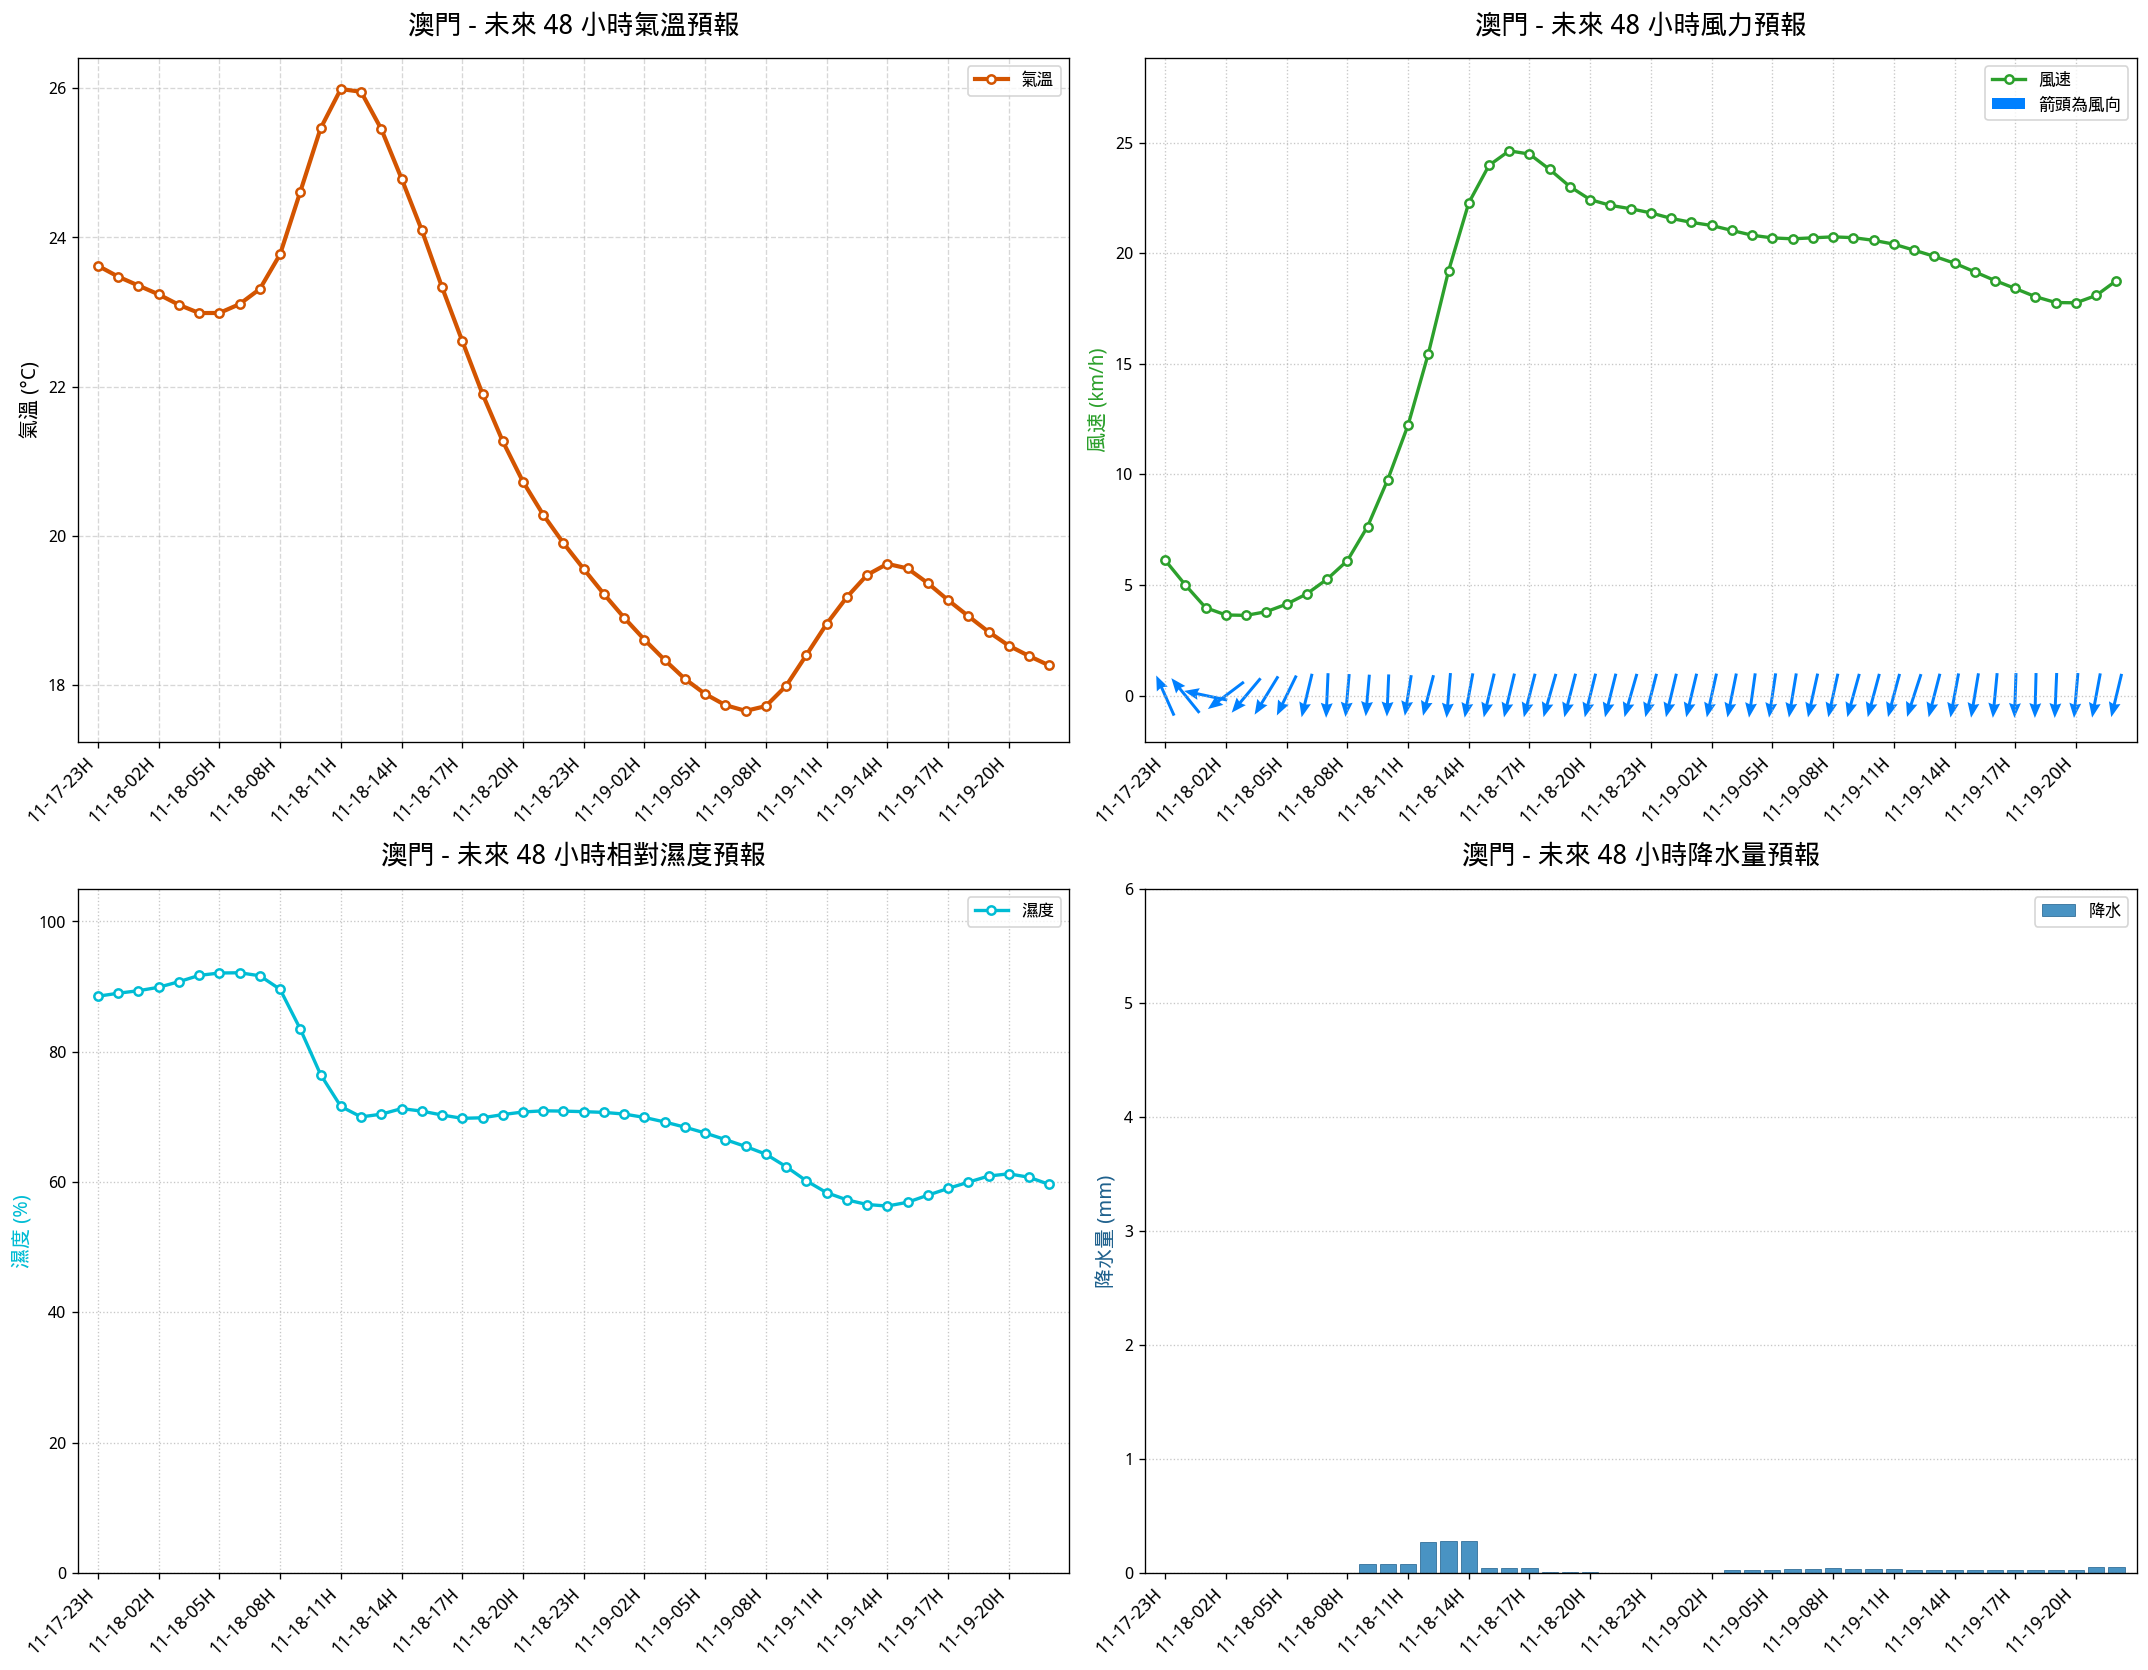 澳門 - 未來 48 小時氣溫預報
氣溫
氣溫 (°C)
26
24
22
20
18
11-17-23H
11-18-02H
11-18-05H
11-18-08H
11-18-11H
11-18-14H
11-18-17H
11-18-20H
11-18-23H
11-19-02H
11-19-05H
11-19-08H
11-19-11H
11-19-14H
11-19-17H
11-19-20H
澳門 - 未來 48 小時風力預報
風速
箭頭為風向
風速 (km/h)
25
20
15
10
5
0
11-17-23H
11-18-02H
11-18-05H
11-18-08H
11-18-11H
11-18-14H
11-18-17H
11-18-20H
11-18-23H
11-19-02H
11-19-05H
11-19-08H
11-19-11H
11-19-14H
11-19-17H
11-19-20H
澳門 - 未來 48 小時相對濕度預報
濕度
濕度 (%)
100
80
60
40
20
0
11-17-23H
11-18-02H
11-18-05H
11-18-08H
11-18-11H
11-18-14H
11-18-17H
11-18-20H
11-18-23H
11-19-02H
11-19-05H
11-19-08H
11-19-11H
11-19-14H
11-19-17H
11-19-20H
澳門 - 未來 48 小時降水量預報
降水
降水量 (mm)
6
5
4
3
2
1
0
11-17-23H
11-18-02H
11-18-05H
11-18-08H
11-18-11H
11-18-14H
11-18-17H
11-18-20H
11-18-23H
11-19-02H
11-19-05H
11-19-08H
11-19-11H
11-19-14H
11-19-17H
11-19-20H